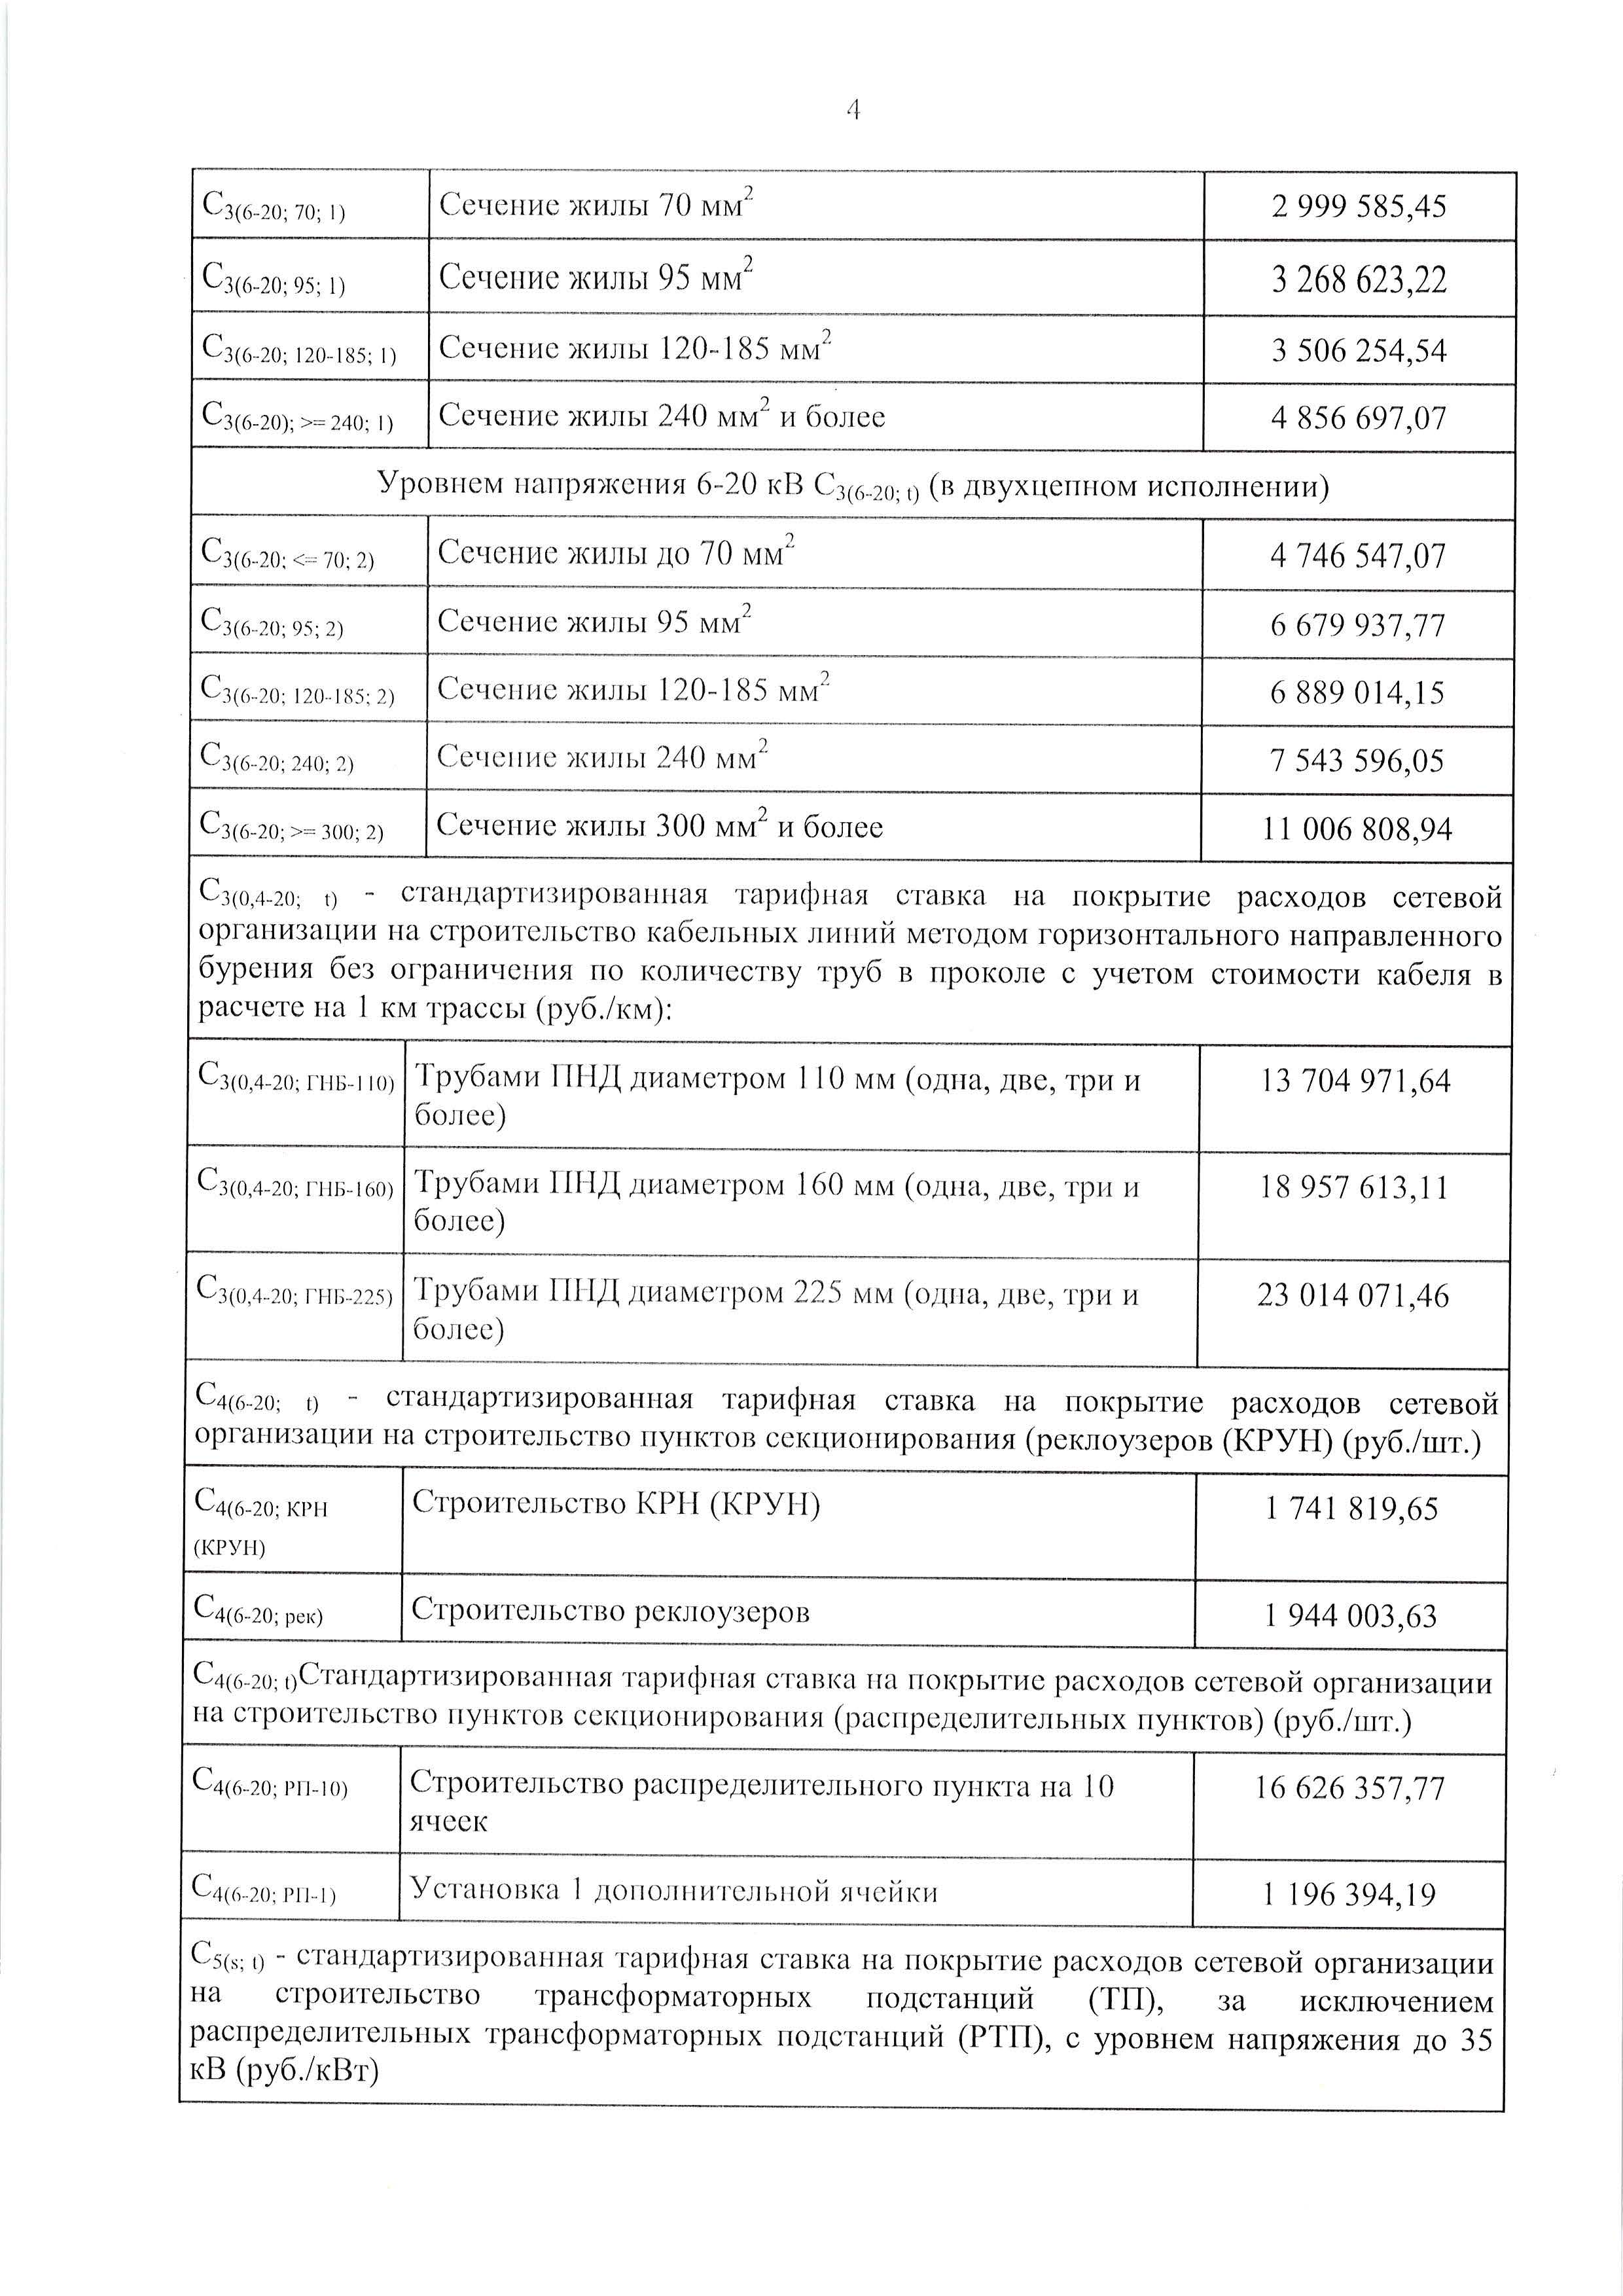 4
С3(6-20; 70; 1) Сечение жилы 70 мм2 2 999 585,45
С3(6-20; 95; 1) Сечение жилы 95 мм2 3 268 623,22
С3(6-20; 120-185; 1) Сечение жилы 120-185 мм2 3 506 254,54
С3(6-20); >= 240; 1) Сечение жилы 240 мм2 и более 4 856 697,07
Уровнем напряжения 6-20 кВ С3(6-20; t) (в двухцепном исполнении)
С3(6-20; <= 70; 2) Сечение жилы до 70 мм2 4 746 547,07
С3(6-20; 95; 2) Сечение жилы 95 мм2 6 679 937,77
С3(6-20; 120-185; 2) Сечение жилы 120-185 мм2 6 889 014,15
С3(6-20; 240; 2) Сечение жилы 240 мм2 7 543 596,05
С3(6-20; >= 300; 2) Сечение жилы 300 мм2 и более 11 006 808,94
С3(0,4-20; t) - стандартизированная тарифная ставка на покрытие расходов сетевой
организации на строительство кабельных линий методом горизонтального направленного
бурения без ограничения по количеству труб в проколе с учетом стоимости кабеля в
расчете на 1 км трассы (руб./км):
С3(0,4-20; ГНБ-110) Трубами ПНД диаметром 110 мм (одна, две, три и 13 704 971,64
более)
С3(0,4-20; ГНБ-160) Трубами ПНД диаметром 160 мм (одна, две, три и 18 957 613,11
более)
С3(0,4-20; ГНБ-225) Трубами ПНД диаметром 225 мм (одна, две, три и 23 014 071,46
более)
С4(6-20; t) - стандартизированная тарифная ставка на покрытие расходов сетевой
организации на строительство пунктов секционирования (реклоузеров (КРУН) (руб./шт.)
С4(6-20; КРН Строительство КРН (КРУН) 1 741 819,65
(КРУН)
С4(6-20; рек) Строительство реклоузеров 1 944 003,63
С4(6-20; t)Стандартизированная тарифная ставка на покрытие расходов сетевой организации
на строительство пунктов секционирования (распределительных пунктов) (руб./шт.)
С4(6-20; РП-10) Строительство распределительного пункта на 10 16 626 357,77
ячеек
С4(6-20; РП-1) Установка 1 дополнительной ячейки 1 196 394,19
С5(s; t) - стандартизированная тарифная ставка на покрытие расходов сетевой организации
на строительство трансформаторных подстанций (ТП), за исключением
распределительных трансформаторных подстанций (РТП), с уровнем напряжения до 35
кВ (руб./кВт)